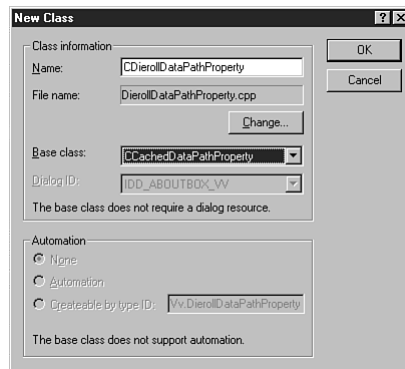 New Class
Class information
OK
Cancel
Name: CDierollDataPathProperty
File name: DierollDataPathProperty.cpp
Change...
Base class: CCachedDataPathProperty
Dialog ID: IDD_ABOUTBOX_VV
The base class does not require a dialog resource.
Automation
None
Automation
Createable by type ID: Vv.DierollDataPathProperty
The base class does not support automation.